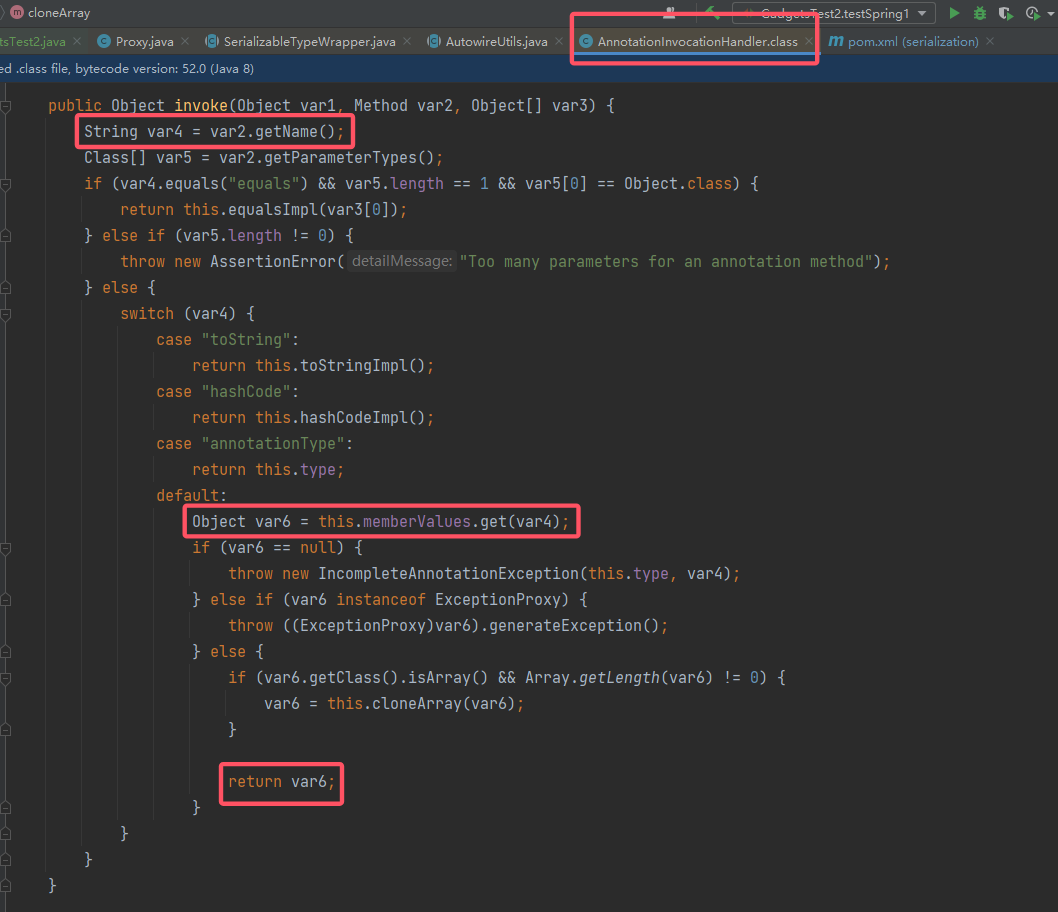 cloneArray GadgetsTest2.testSpring1
tsTest2.java Proxy.java SerializableTypeWrapper.java AutowireUtils.java AnnotationInvocationHandler.class pom.xml (serialization)
ed .class file, bytecode version: 52.0 (Java 8)
public Object invoke(Object var1, Method var2, Object[] var3) {
String var4 = var2.getName();
Class[] var5 = var2.getParameterTypes();
if (var4.equals("equals") && var5.length == 1 && var5[0] == Object.class) {
return this.equalsImpl(var3[0]);
} else if (var5.length != 0) {
throw new AssertionError( detailMessage: "Too many parameters for an annotation method");
} else {
switch (var4) {
case "toString":
return this.toStringImpl();
case "hashCode":
return this.hashCodeImpl();
case "annotationType":
return this.type;
default:
Object var6 = this.memberValues.get(var4);
if (var6 == null) {
throw new IncompleteAnnotationException(this.type, var4);
} else if (var6 instanceof ExceptionProxy) {
throw ((ExceptionProxy)var6).generateException();
} else {
if (var6.getClass().isArray() && Array.getLength(var6) != 0) {
var6 = this.cloneArray(var6);
}
return var6;
}
}
}
}